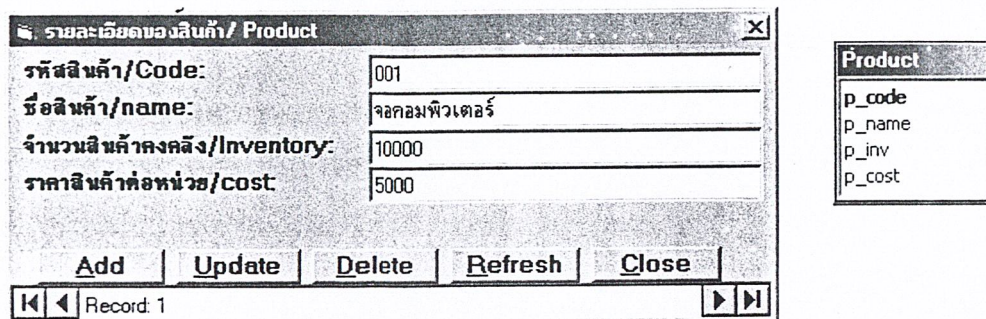 รายละเอียดของสินค้า/ Product
รหัสสินค้า/Code: 001
ชื่อสินค้า/name: จอคอมพิวเตอร์
จำนวนสินค้าคงคลัง/Inventory: 10000
ราคาสินค้าต่อหน่วย/cost: 5000
Add Update Delete Refresh Close
Record: 1
Product
p_code
p_name
p_inv
p_cost